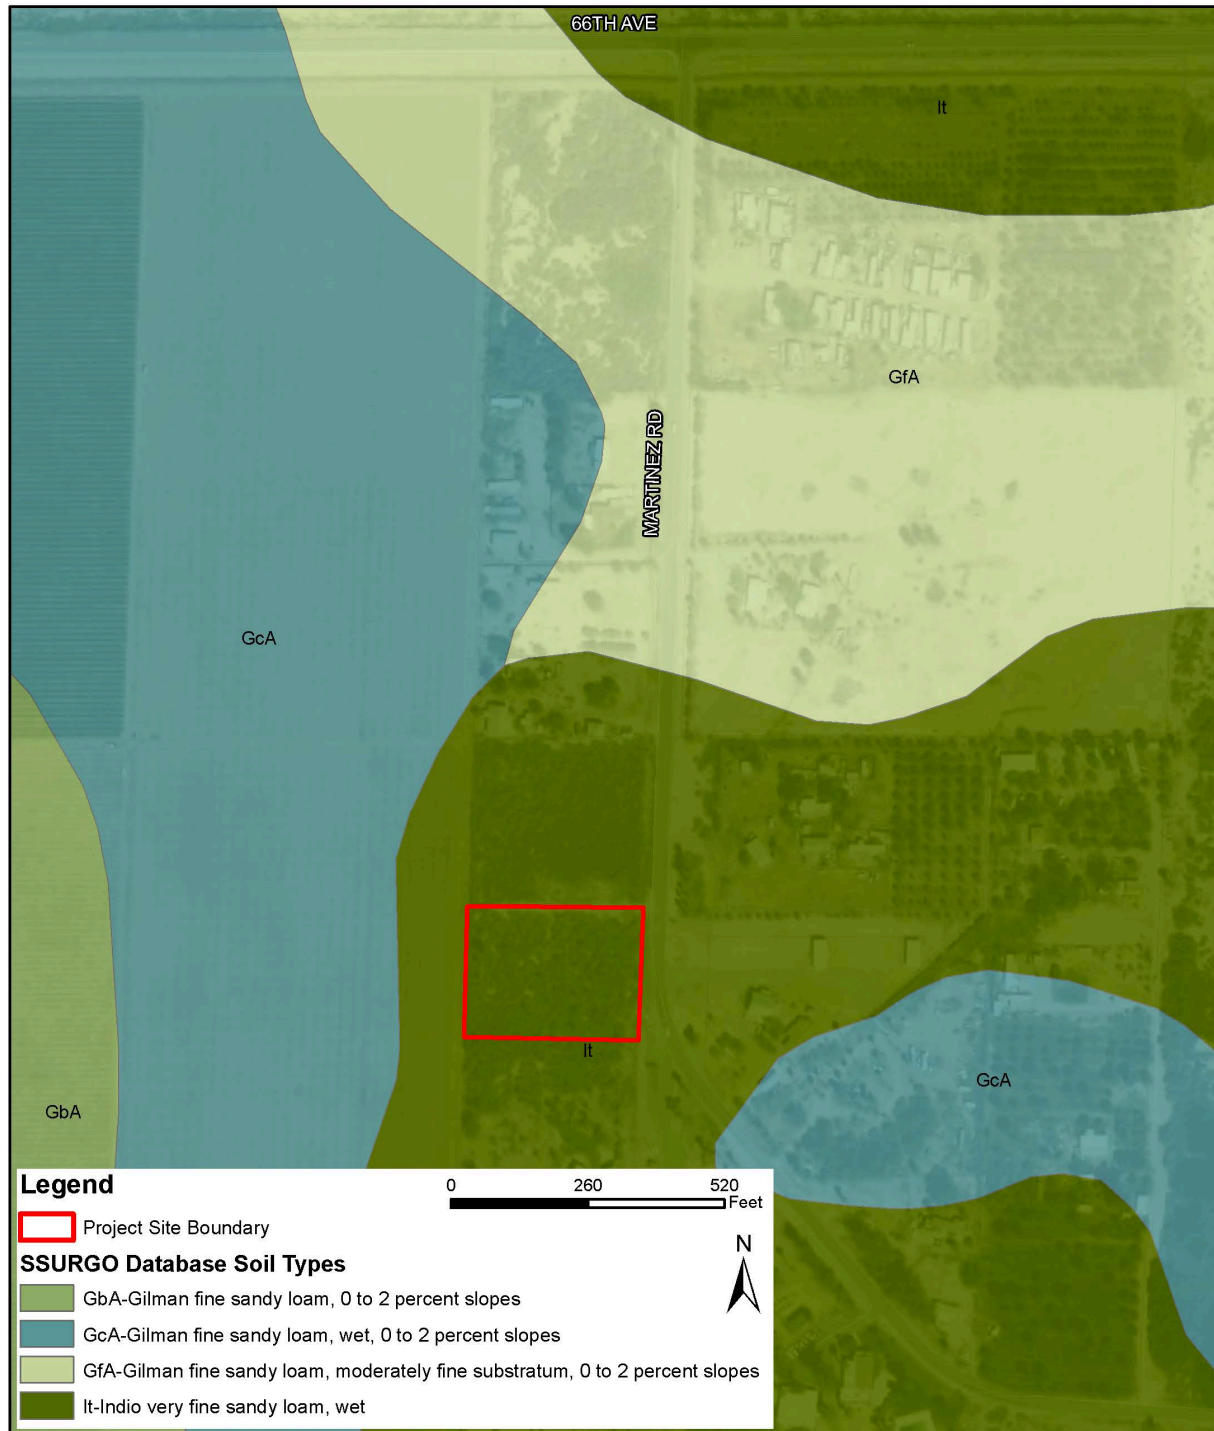 66TH AVE
It
GfA
MARTINEZ RD
GcA
It
GcA
GbA
Legend
0 260 520
Feet
Project Site Boundary
N
SSURGO Database Soil Types
GbA-Gilman fine sandy loam, 0 to 2 percent slopes
GcA-Gilman fine sandy loam, wet, 0 to 2 percent slopes
GfA-Gilman fine sandy loam, moderately fine substratum, 0 to 2 percent slopes
It-Indio very fine sandy loam, wet